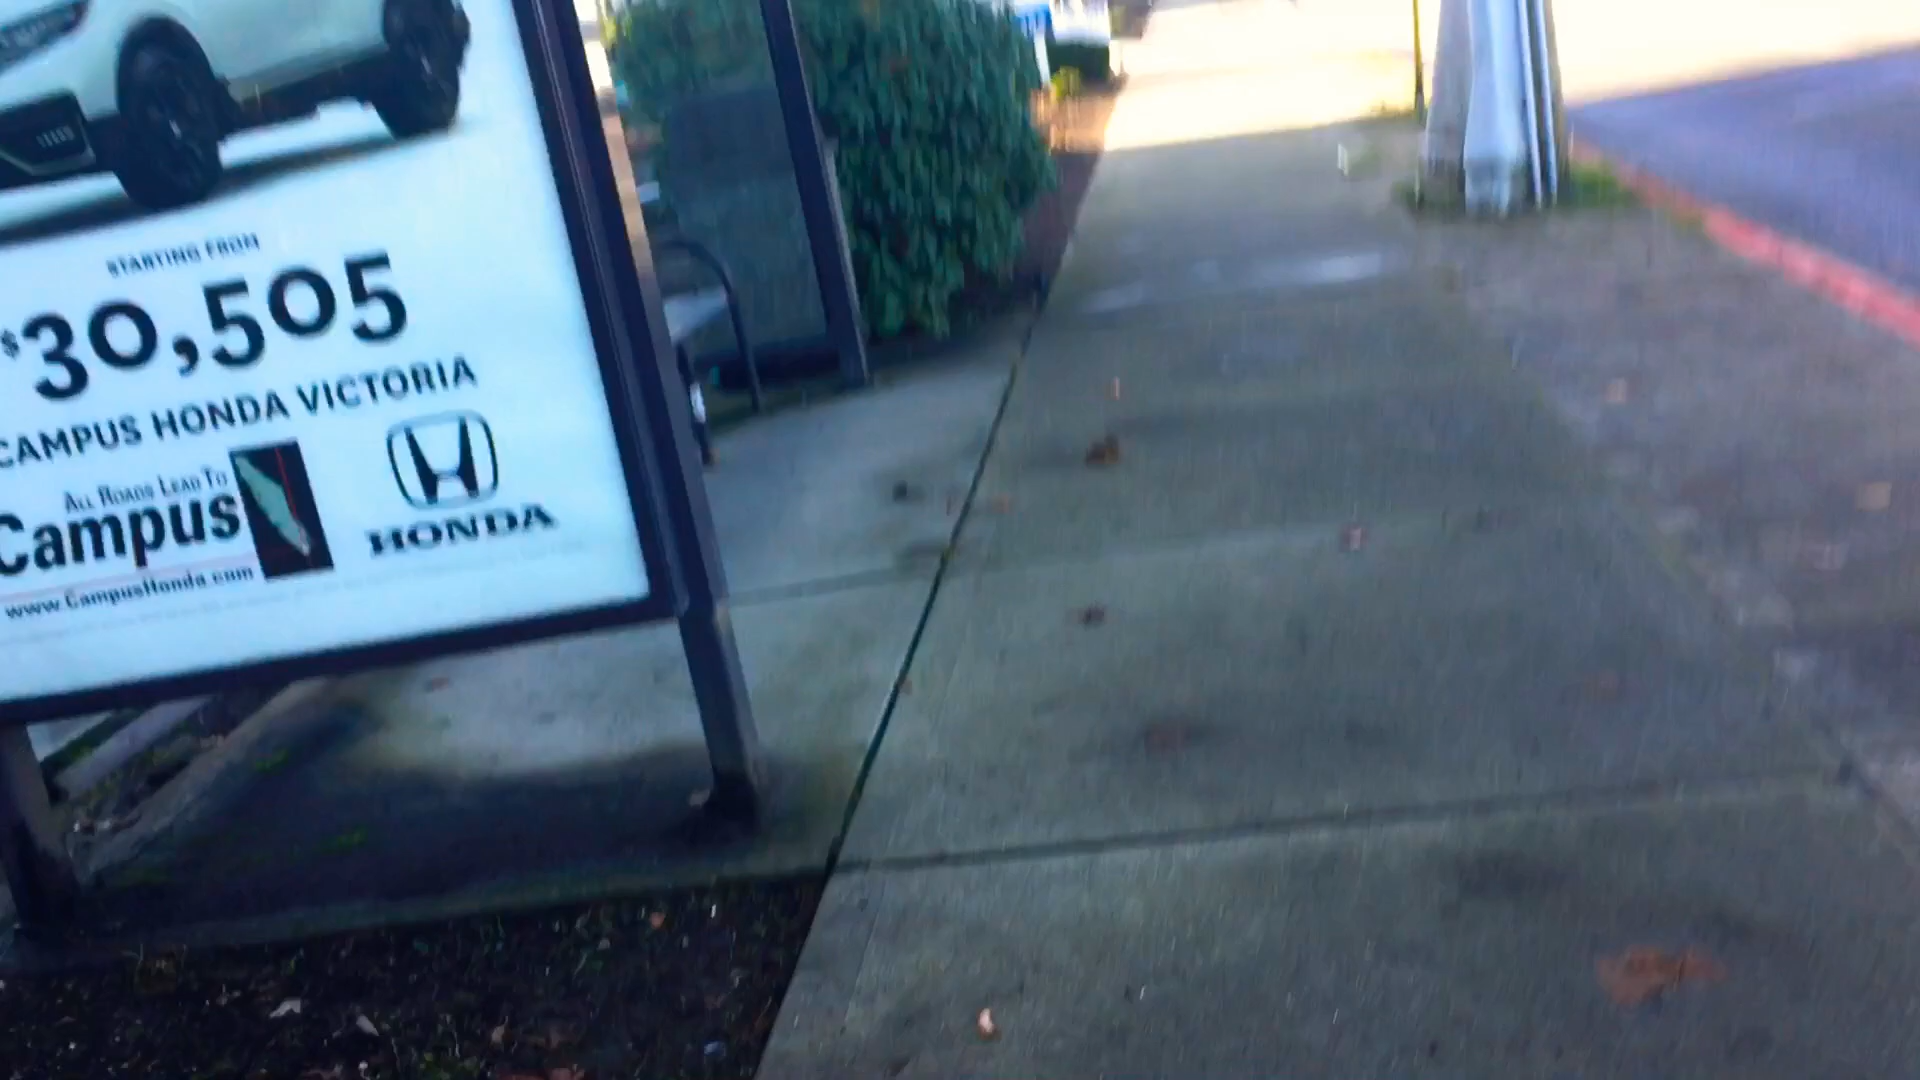 STARTING FROM
$30,505
CAMPUS HONDA VICTORIA
ALL ROADS LEAD TO
Campus
www.CampusHonda.com
HONDA